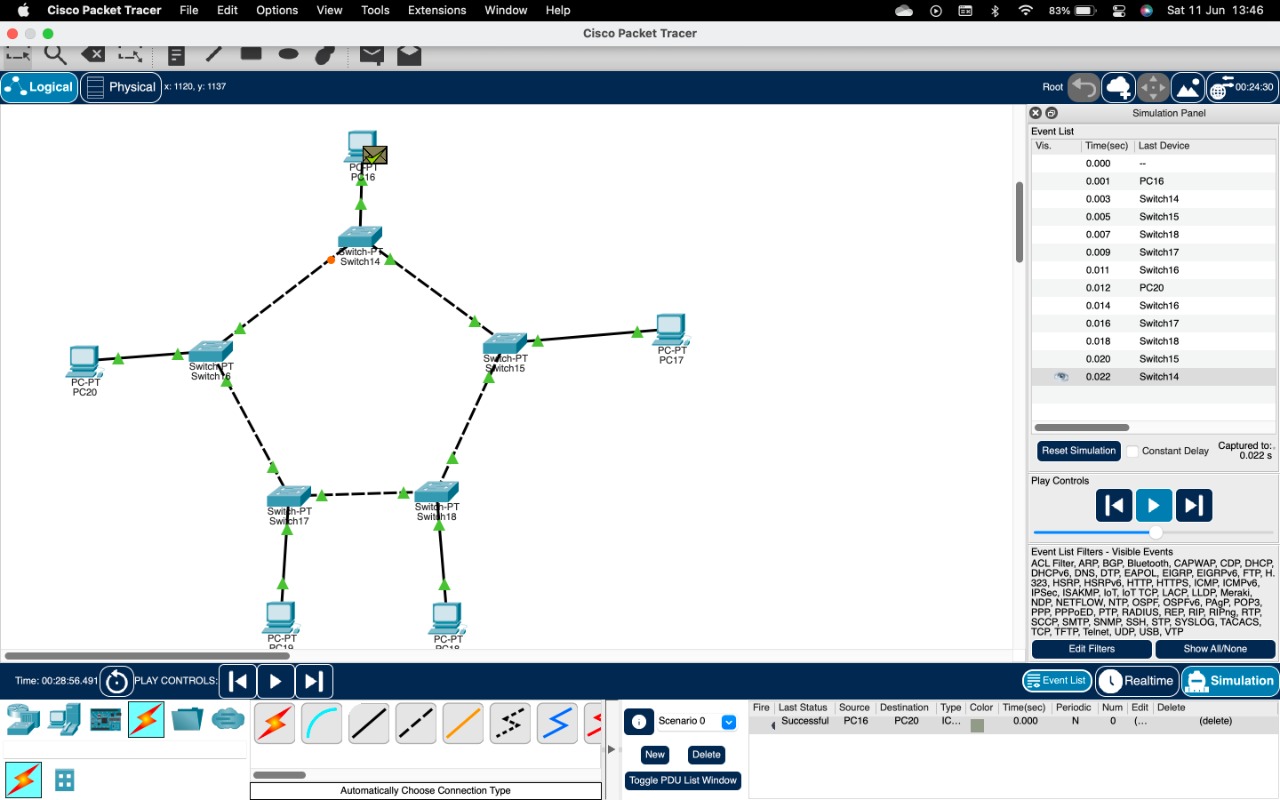 Cisco Packet Tracer File Edit Options View Tools Extensions Window Help 83% Sat 11 Jun 13:46
Cisco Packet Tracer
Logical Physical x: 1120, y: 1137 Root 00:24:30
Simulation Panel
Event List
Vis. Time(sec) Last Device
0.000 --
0.001 PC16
0.003 Switch14
0.005 Switch15
0.007 Switch18
0.009 Switch17
0.011 Switch16
0.012 PC20
0.014 Switch16
0.016 Switch17
0.018 Switch18
0.020 Switch15
0.022 Switch14
Reset Simulation Constant Delay Captured to:.
0.022 s
Play Controls
Event List Filters - Visible Events
ACL Filter, ARP, BGP, Bluetooth, CAPWAP, CDP, DHCP,
DHCPv6, DNS, DTP, EAPOL, EIGRP, EIGRPv6, FTP, H.
323, HSRP, HSRPv6, HTTP, HTTPS, ICMP, ICMPv6,
IPSec, ISAKMP, IoT, IoT TCP, LACP, LLDP, Meraki,
NDP, NETFLOW, NTP, OSPF, OSPFv6, PAgP, POP3,
PPP, PPPoED, PTP, RADIUS, REP, RIP, RIPng, RTP,
SCCP, SMTP, SNMP, SSH, STP, SYSLOG, TACACS,
TCP, TFTP, Telnet, UDP, USB, VTP
Edit Filters Show All/None
PC-PT
PC16
Switch-PT
Switch14
PC-PT
PC17
Switch-PT
Switch15
Switch-PT
Switch16
PC-PT
PC20
Switch-PT
Switch17
Switch-PT
Switch18
PC-PT
PC19
PC-PT
PC18
Time: 00:28:56.491 PLAY CONTROLS: Event List Realtime Simulation
Scenario 0
New Delete
Toggle PDU List Window
Fire Last Status Source Destination Type Color Time(sec) Periodic Num Edit Delete
Successful PC16 PC20 IC... 0.000 N 0 (... (delete)
Automatically Choose Connection Type